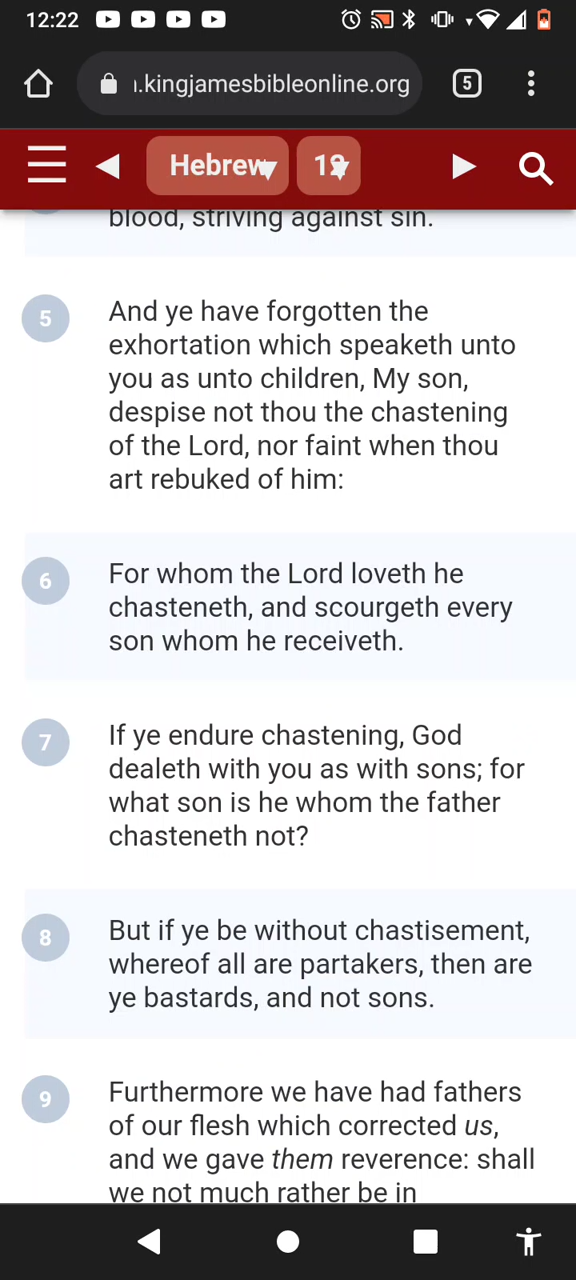 12:22
.kingjamesbibleonline.org
5
Hebrew
blood, striving against sin.
5
And ye have forgotten the
exhortation which speaketh unto
you as unto children, My son,
despise not thou the chastening
of the Lord, nor faint when thou
art rebuked of him:
6
For whom the Lord loveth he
chasteneth, and scourgeth every
son whom he receiveth.
7
If ye endure chastening, God
dealeth with you as with sons; for
what son is he whom the father
chasteneth not?
8
But if ye be without chastisement,
whereof all are partakers, then are
ye bastards, and not sons.
9
Furthermore we have had fathers
of our flesh which corrected us,
and we gave them reverence: shall
we not much rather be in